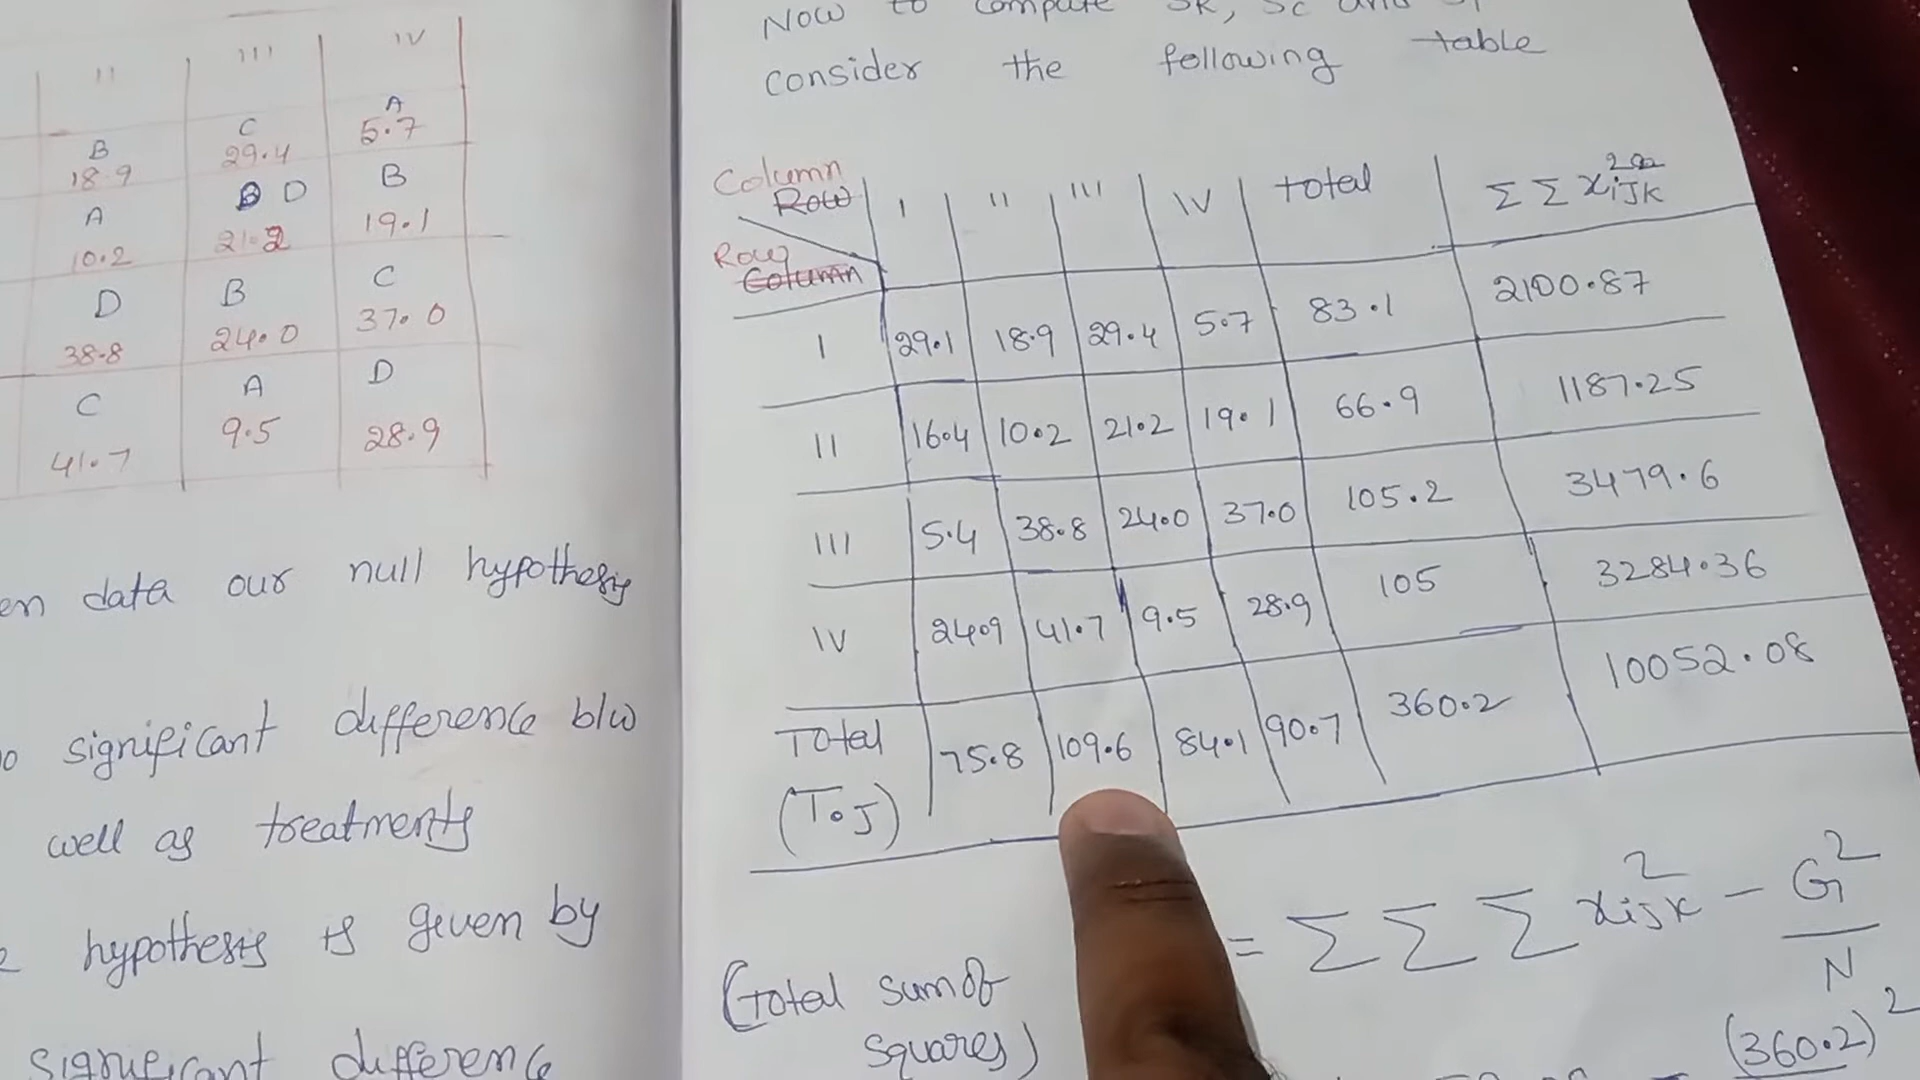 II III IV
B C A
18.9 29.4 5.7
A D B
10.2 21.2 19.1
D B C
38.8 24.0 37.0
C A D
41.7 9.5 28.9
data our null hypothesis
significant difference b/w
well as treatments
hypothesis is given by
significant difference
Now to compute
consider the following table
Column
Row I II III IV total ΣΣx²ijk
Row
Column
I 29.1 18.9 29.4 5.7 83.1 2100.87
II 16.4 10.2 21.2 19.1 66.9 1187.25
III 5.4 38.8 24.0 37.0 105.2 3479.6
IV 24.9 41.7 9.5 28.9 105 3284.36
Total 75.8 109.6 84.1 90.7 360.2 10052.08
(T.J)
= ΣΣΣx²ijk - G²/N
(total sum of
squares)
(360.2)²